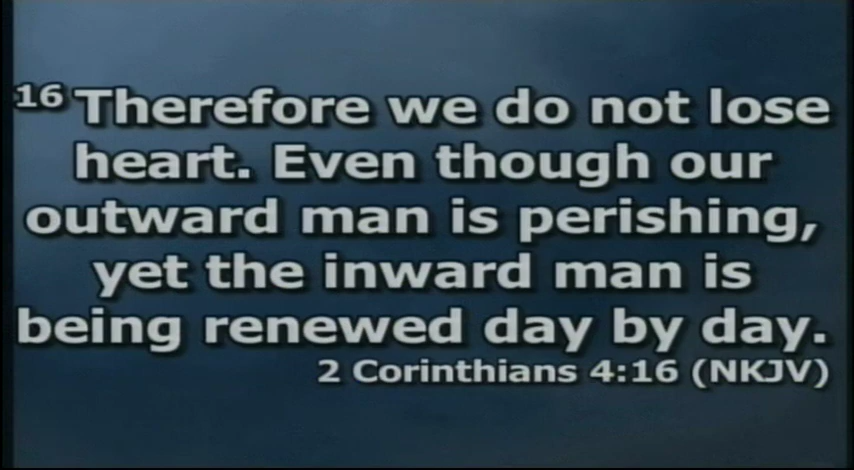 16 Therefore we do not lose
heart. Even though our
outward man is perishing,
yet the inward man is
being renewed day by day.
2 Corinthians 4:16 (NKJV)